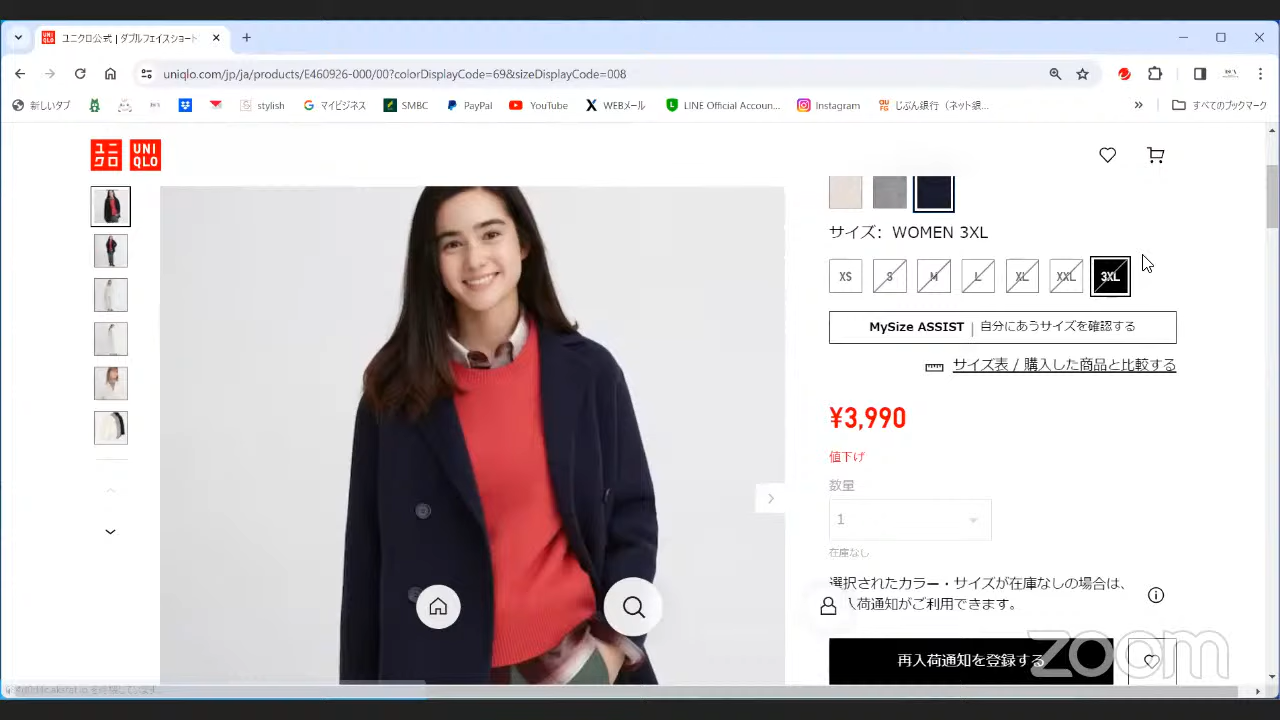 ユニクロ公式 | ダブルフェイスショート
uniqlo.com/jp/ja/products/E460926-000/00?colorDisplayCode=69&sizeDisplayCode=008
新しいタブ
stylish
マイビジネス
SMBC
PayPal
YouTube
WEBメール
LINE Official Accoun...
Instagram
じぶん銀行（ネット銀...
»
すべてのブックマーク
ユニクロ
UNIQLO
サイズ: WOMEN 3XL
XS S M L XL XXL 3XL
MySize ASSIST | 自分にあうサイズを確認する
サイズ表 / 購入した商品と比較する
¥3,990
値下げ
数量
1
在庫なし
選択されたカラー・サイズが在庫なしの場合は、
入荷通知がご利用できます。
再入荷通知を登録する
zoom